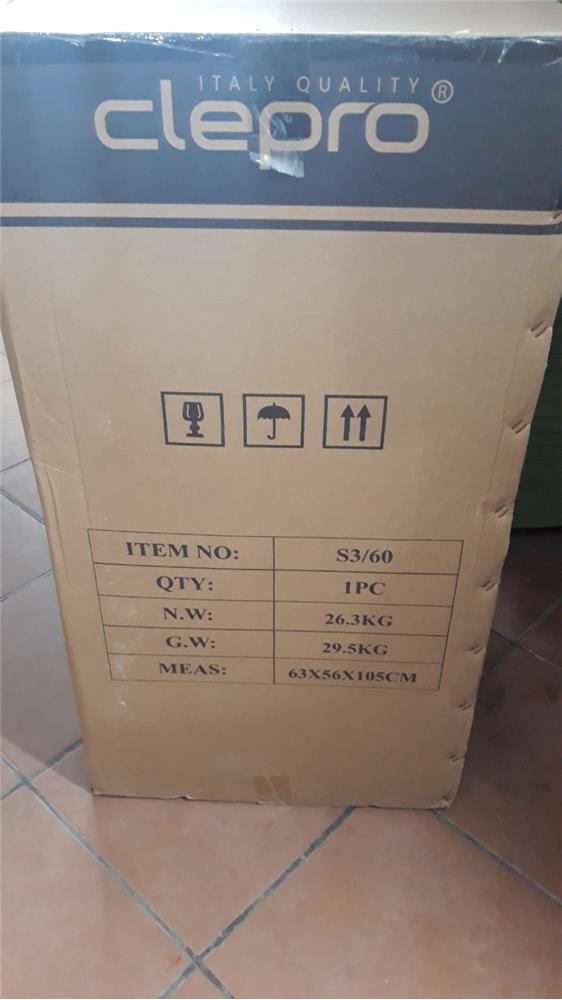 ITALY QUALITY
clepro®
ITEM NO: S3/60
QTY: 1PC
N.W: 26.3KG
G.W: 29.5KG
MEAS: 63X56X105CM